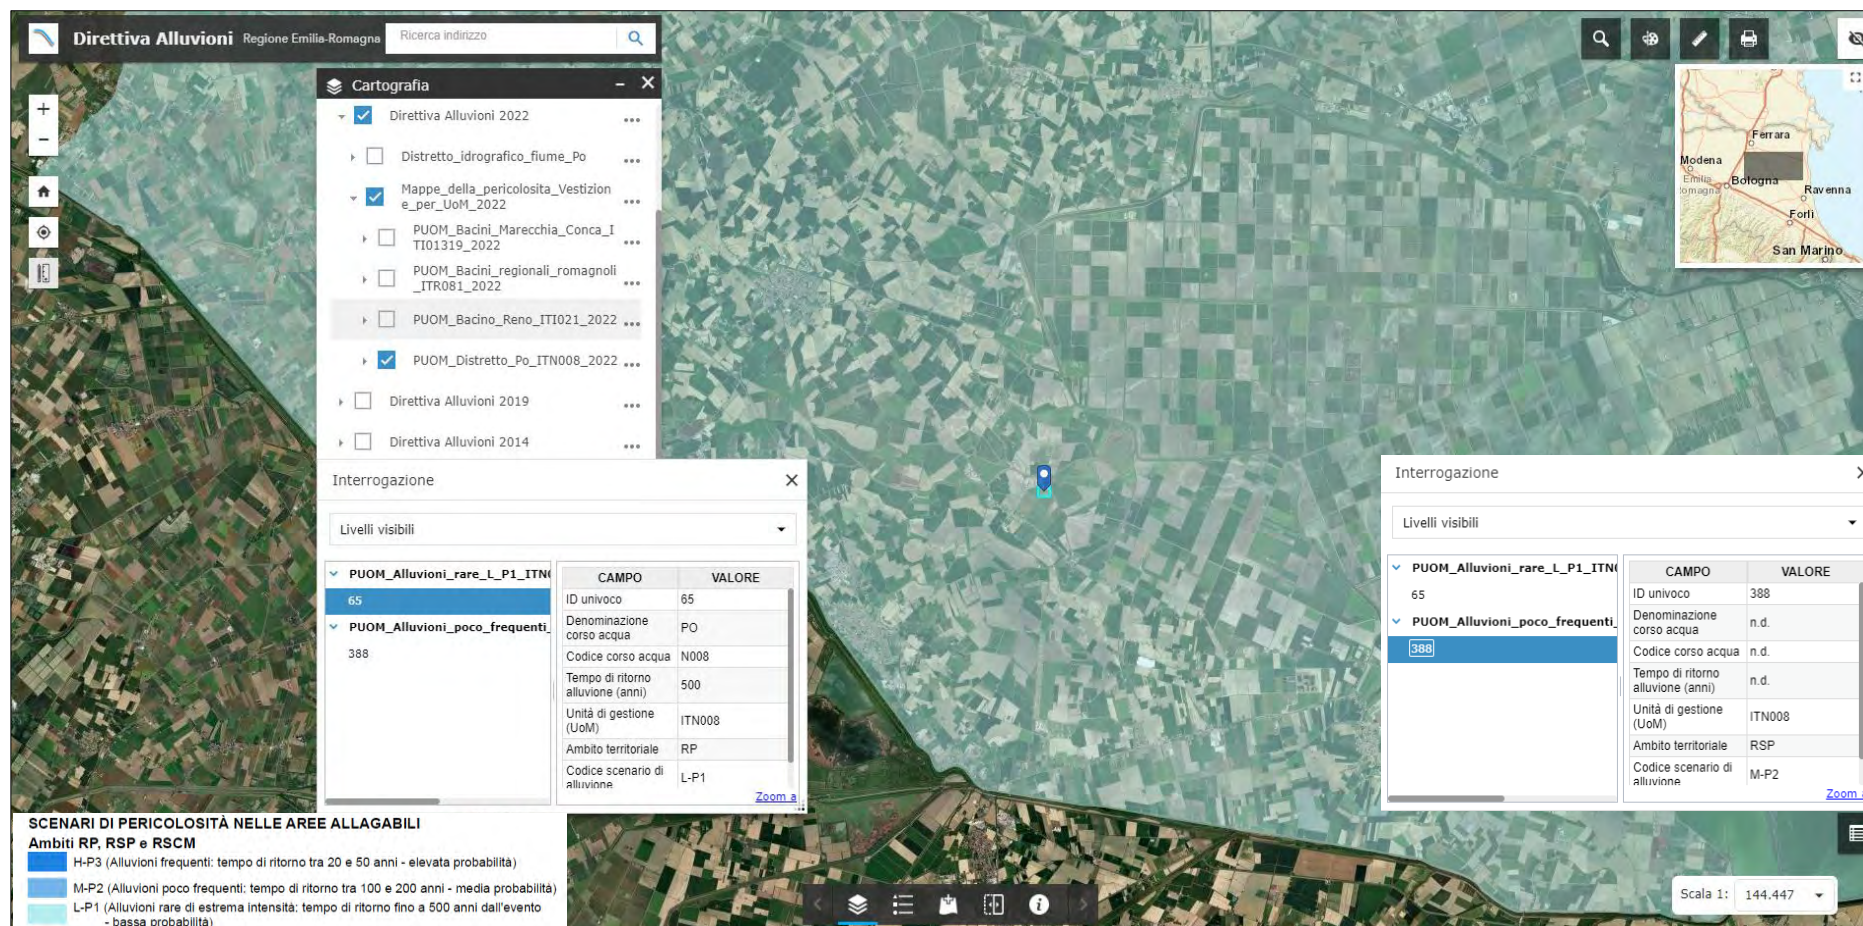 Direttiva Alluvioni Regione Emilia-Romagna
Ricerca indirizzo
Cartografia
Direttiva Alluvioni 2022
Distretto_idrografico_fiume_Po
Mappe_della_pericolosita_Vestizion
e_per_UoM_2022
PUOM_Bacini_Marecchia_Conca_I
TI01319_2022
PUOM_Bacini_regionali_romagnoli
_ITR081_2022
PUOM_Bacino_Reno_ITI021_2022
PUOM_Distretto_Po_ITN008_2022
Direttiva Alluvioni 2019
Direttiva Alluvioni 2014
Ferrara
Modena
Emilia
Bologna
Ravenna
Forlì
San Marino
Interrogazione
Livelli visibili
PUOM_Alluvioni_rare_L_P1_ITN0
65
PUOM_Alluvioni_poco_frequenti_
388
CAMPO VALORE
ID univoco 65
Denominazione
corso acqua PO
Codice corso acqua N008
Tempo di ritorno
alluvione (anni) 500
Unità di gestione
(UoM) ITN008
Ambito territoriale RP
Codice scenario di
alluvione L-P1
Zoom a
Interrogazione
Livelli visibili
PUOM_Alluvioni_rare_L_P1_ITN0
65
PUOM_Alluvioni_poco_frequenti_
388
CAMPO VALORE
ID univoco 388
Denominazione
corso acqua n.d.
Codice corso acqua n.d.
Tempo di ritorno
alluvione (anni) n.d.
Unità di gestione
(UoM) ITN008
Ambito territoriale RSP
Codice scenario di
alluvione M-P2
Zoom a
SCENARI DI PERICOLOSITÀ NELLE AREE ALLAGABILI
Ambiti RP, RSP e RSCM
H-P3 (Alluvioni frequenti: tempo di ritorno tra 20 e 50 anni - elevata probabilità)
M-P2 (Alluvioni poco frequenti: tempo di ritorno tra 100 e 200 anni - media probabilità)
L-P1 (Alluvioni rare di estrema intensità: tempo di ritorno fino a 500 anni dall'evento
- bassa probabilità)
Scala 1: 144.447